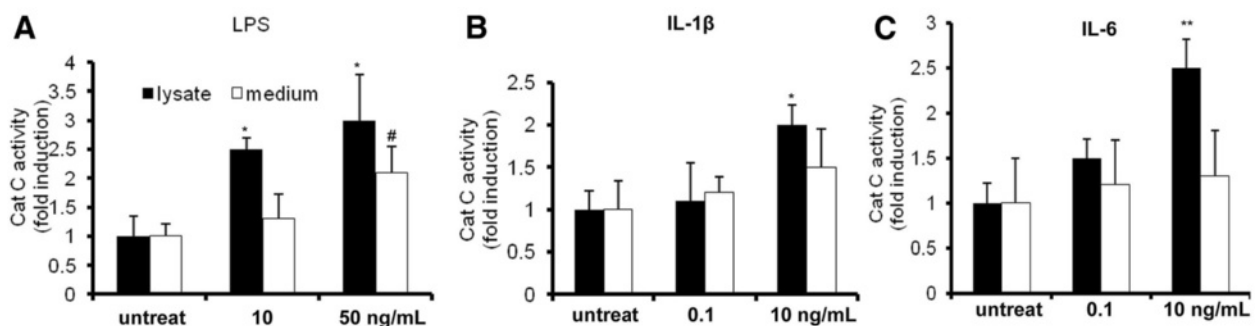 A
LPS
Cat C activity
(fold induction)
4
3.5
3
2.5
2
1.5
1
0.5
0
lysate
medium
*
*
#
untreat
10
50 ng/mL
B
IL-1β
Cat C activity
(fold induction)
2.5
2
1.5
1
0.5
0
*
untreat
0.1
10 ng/mL
C
IL-6
Cat C activity
(fold induction)
3
2.5
2
1.5
1
0.5
0
**
untreat
0.1
10 ng/mL